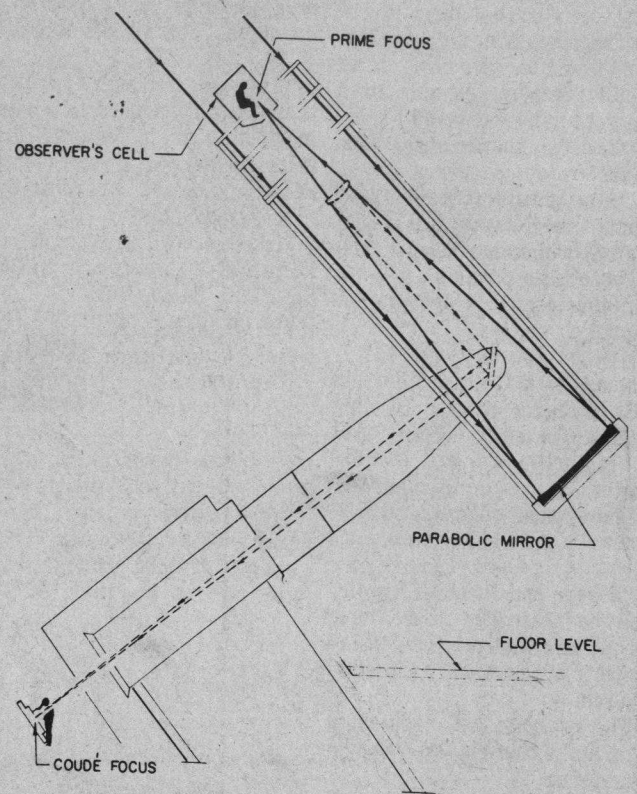 PRIME FOCUS
OBSERVER'S CELL
PARABOLIC MIRROR
FLOOR LEVEL
COUDÉ FOCUS